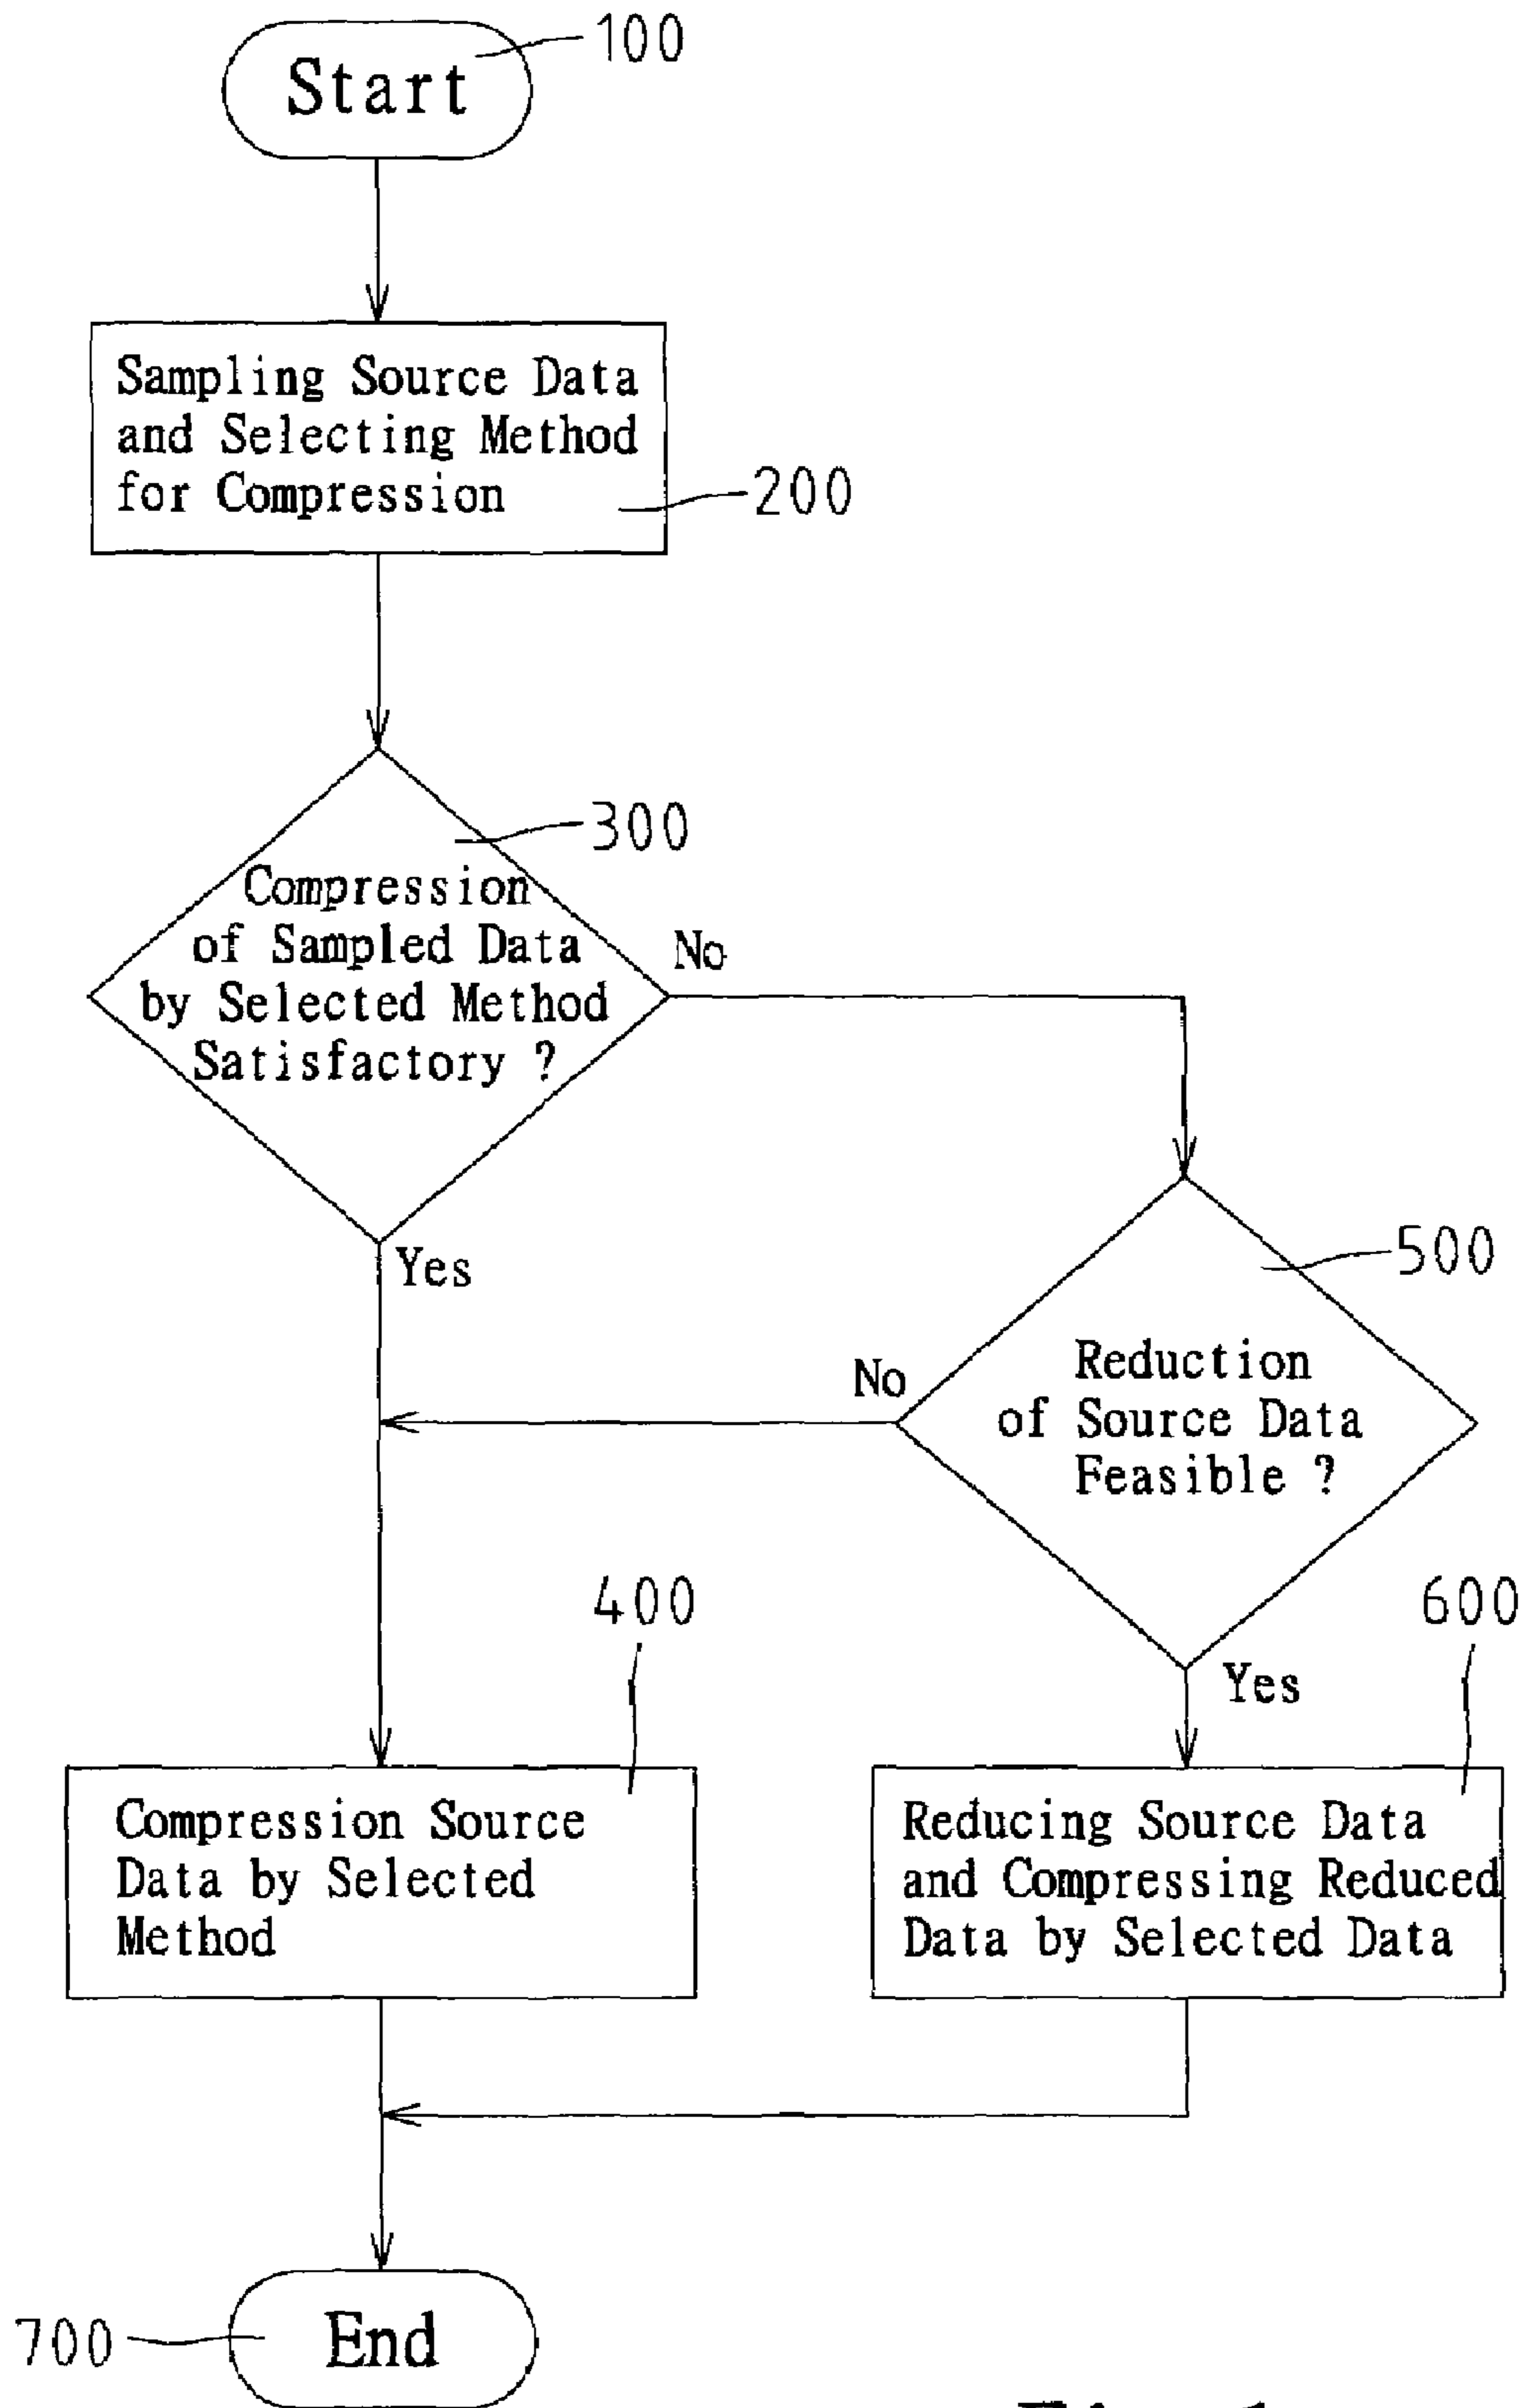 100
Start
Sampling Source Data
and Selecting Method
for Compression
200
300
Compression
of Sampled Data
by Selected Method
Satisfactory ?
No
Yes
500
Reduction
of Source Data
Feasible ?
No
Yes
400
Compression Source
Data by Selected
Method
600
Reducing Source Data
and Compressing Reduced
Data by Selected Data
700
End